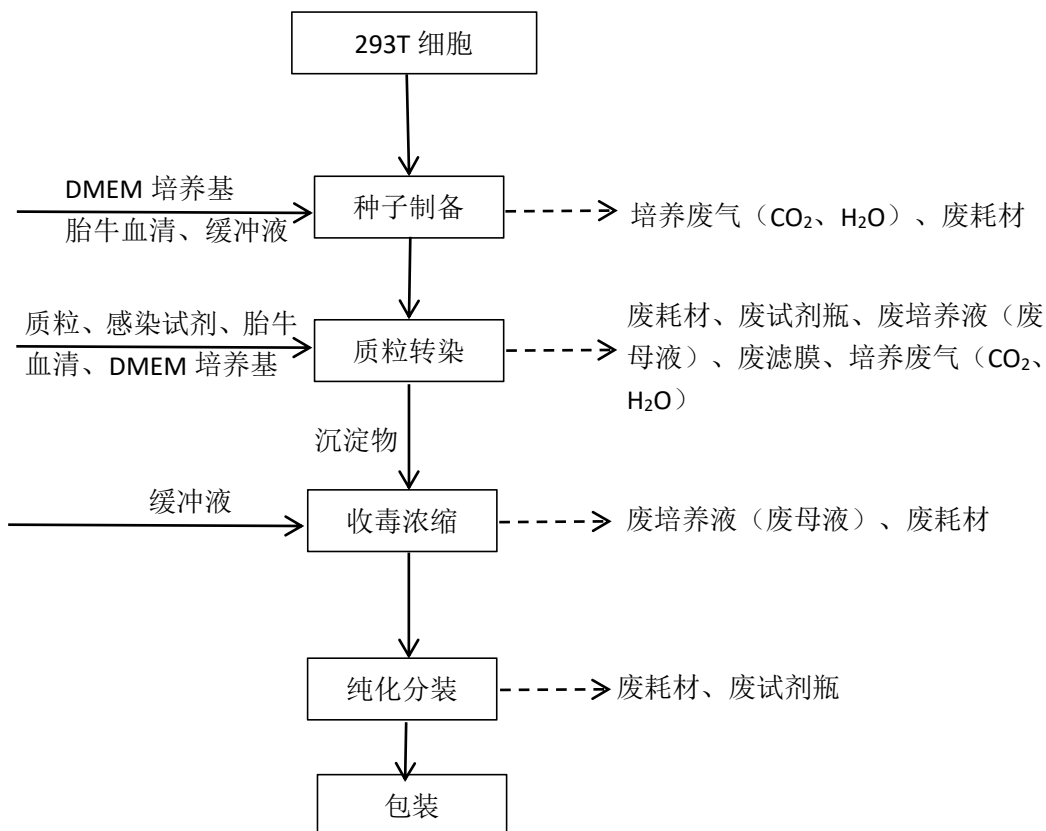 293T 细胞
DMEM 培养基
胎牛血清、缓冲液
种子制备
培养废气（CO₂、H₂O）、废耗材
质粒、感染试剂、胎牛
血清、DMEM 培养基
质粒转染
废耗材、废试剂瓶、废培养液（废
母液）、废滤膜、培养废气（CO₂、
H₂O）
沉淀物
缓冲液
收毒浓缩
废培养液（废母液）、废耗材
纯化分装
废耗材、废试剂瓶
包装